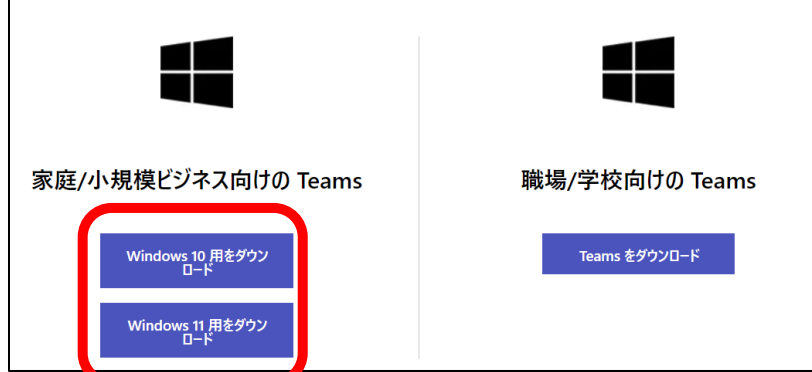 家庭/小規模ビジネス向けの Teams
Windows 10 用をダウン
ロード
Windows 11 用をダウン
ロード
職場/学校向けの Teams
Teams をダウンロード